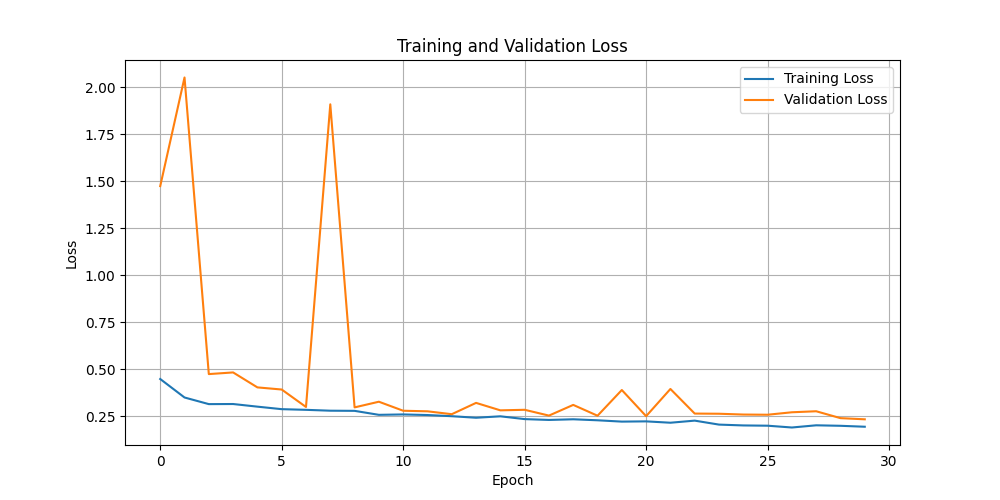 Training and Validation Loss
Training Loss
Validation Loss
2.00
1.75
1.50
1.25
1.00
0.75
0.50
0.25
Loss
0 5 10 15 20 25 30
Epoch